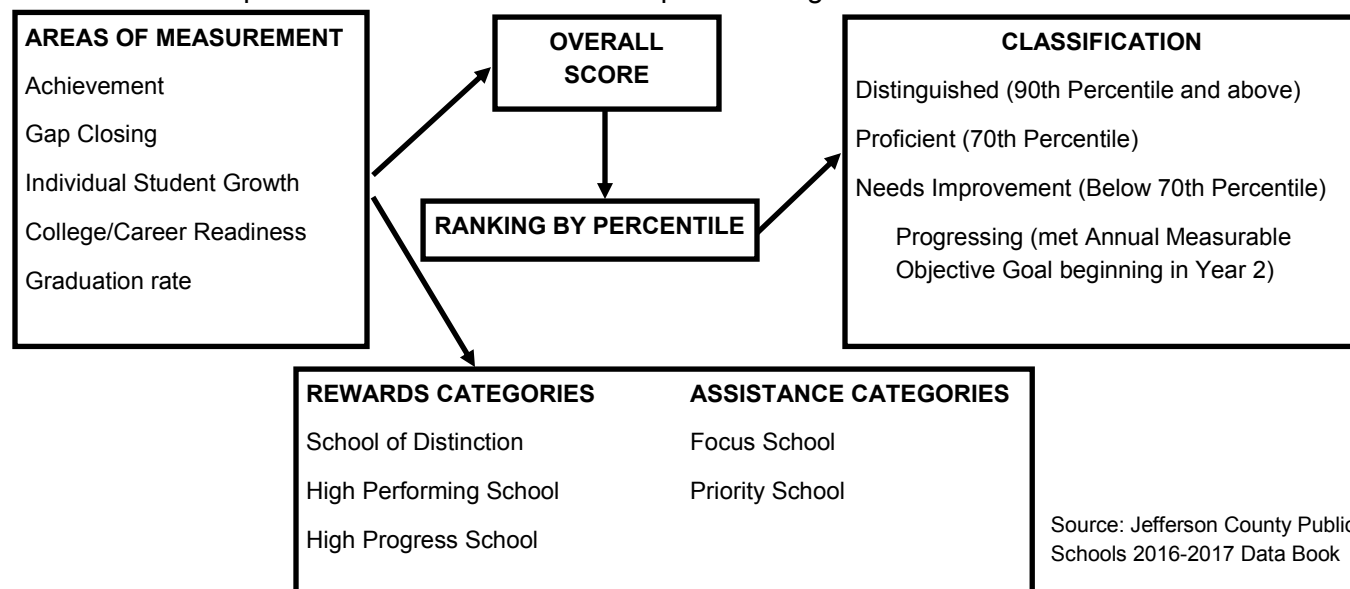 AREAS OF MEASUREMENT
Achievement
Gap Closing
Individual Student Growth
College/Career Readiness
Graduation rate
OVERALL
SCORE
RANKING BY PERCENTILE
CLASSIFICATION
Distinguished (90th Percentile and above)
Proficient (70th Percentile)
Needs Improvement (Below 70th Percentile)
Progressing (met Annual Measurable
Objective Goal beginning in Year 2)
REWARDS CATEGORIES
School of Distinction
High Performing School
High Progress School
ASSISTANCE CATEGORIES
Focus School
Priority School
Source: Jefferson County Public
Schools 2016-2017 Data Book